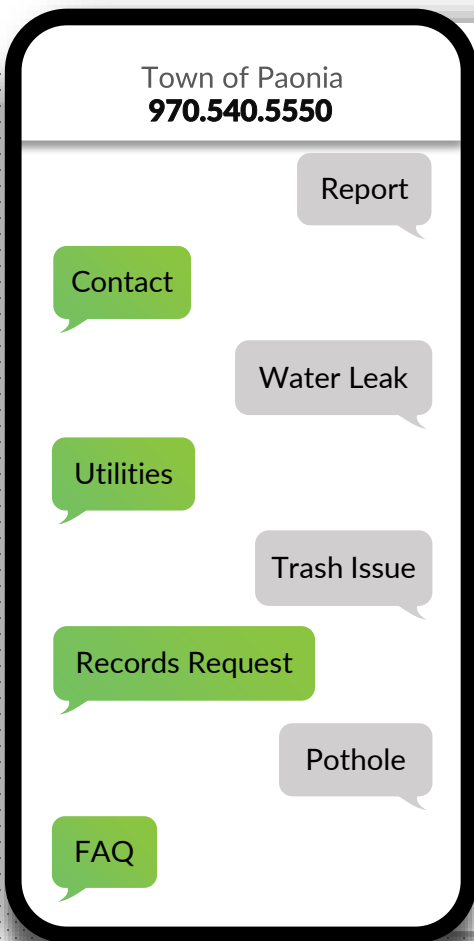 Town of Paonia
970.540.5550
Report
Contact
Water Leak
Utilities
Trash Issue
Records Request
Pothole
FAQ